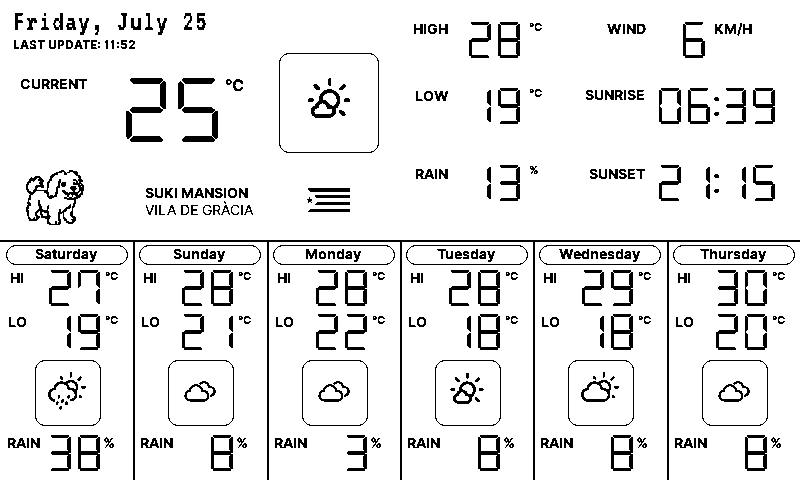 Friday, July 25
LAST UPDATE: 11:52
CURRENT 25 °C
SUKI MANSION
VILA DE GRÀCIA
HIGH 28 °C
LOW 19 °C
RAIN 13 %
WIND 6 KM/H
SUNRISE 06:39
SUNSET 21:15
Saturday
HI 27 °C
LO 19 °C
RAIN 38 %
Sunday
HI 28 °C
LO 21 °C
RAIN 8 %
Monday
HI 28 °C
LO 22 °C
RAIN 3 %
Tuesday
HI 28 °C
LO 18 °C
RAIN 8 %
Wednesday
HI 29 °C
LO 18 °C
RAIN 8 %
Thursday
HI 30 °C
LO 20 °C
RAIN 8 %